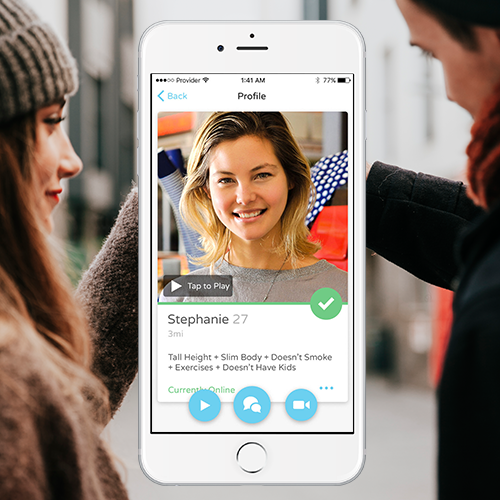 Provider 1:41 AM 77%
Back Profile
Tap to Play
Stephanie 27
3mi
Tall Height + Slim Body + Doesn't Smoke
+ Exercises + Doesn't Have Kids
Currently Online